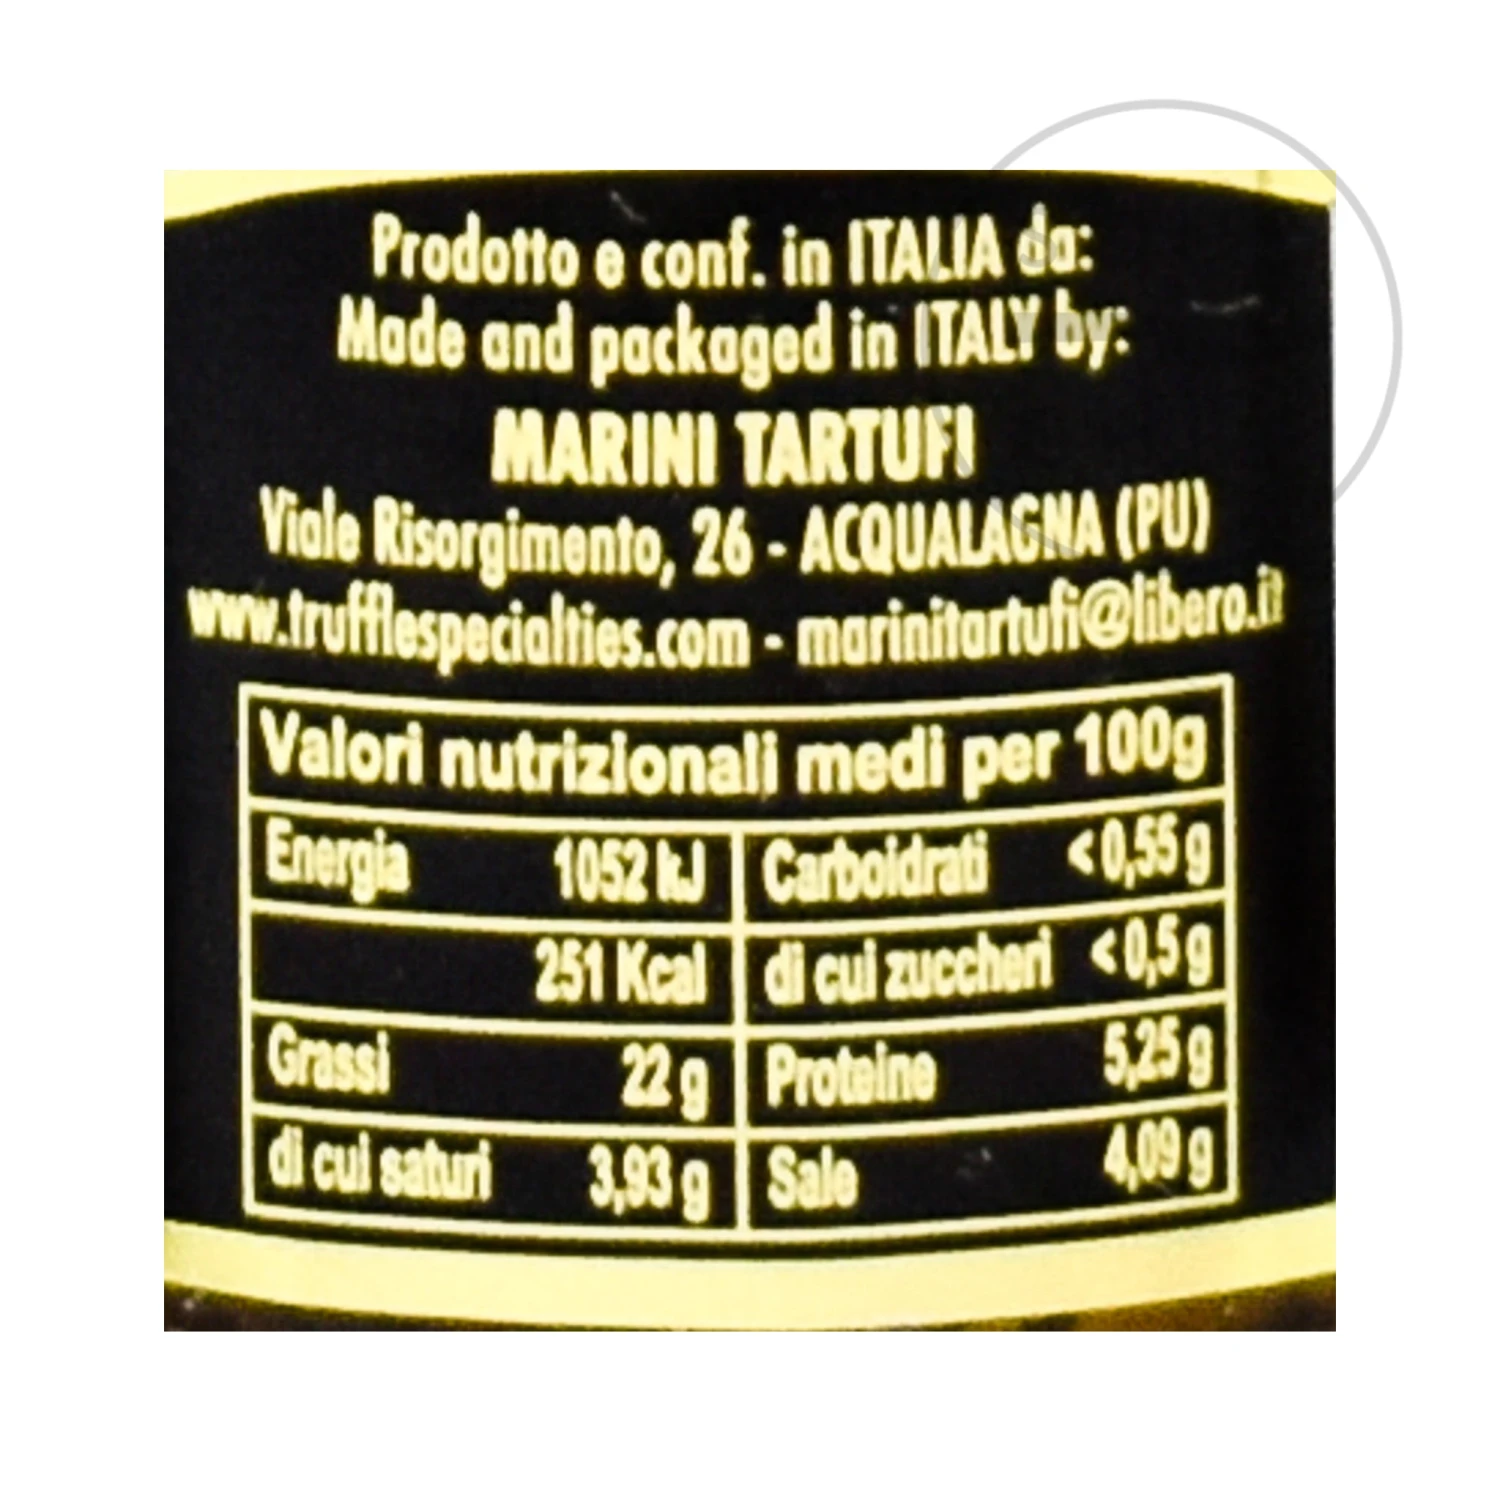 Prodotto e conf. in ITALIA da:
Made and packaged in ITALY by:
MARINI TARTUFI
Viale Risorgimento, 26 - ACQUALAGNA (PU)
www.trufflespecialties.com - marinitartufi@libero.it
Valori nutrizionali medi per 100g
Energia 1052 kJ Carboidrati <0,55 g
251 Kcal di cui zuccheri <0,5 g
Grassi 22 g Proteine 5,25 g
di cui saturi 3,93 g Sale 4,09 g